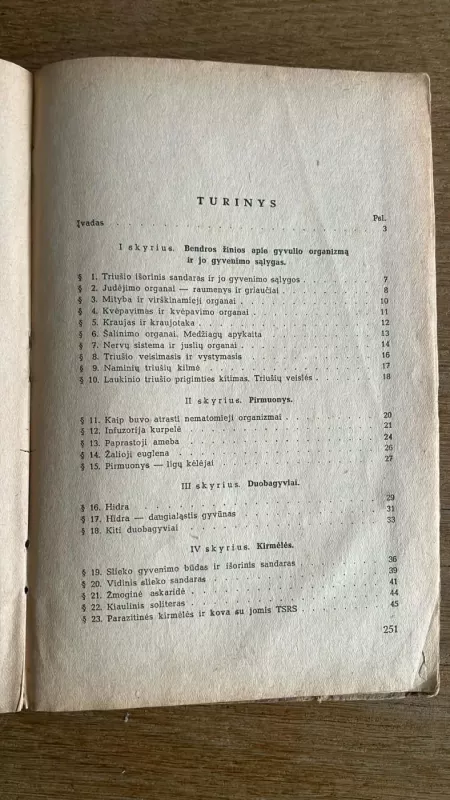 TURINYS
Psl.
Įvadas . . . . . . . . . . . . . . . 3
I skyrius. Bendros žinios apie gyvulio organizmą
ir jo gyvenimo sąlygas.
§ 1. Triušio išorinis sandaras ir jo gyvenimo sąlygos . . . . . 7
§ 2. Judėjimo organai — raumenys ir griaučiai . . . . . . 8
§ 3. Mityba ir virškinamieji organai . . . . . . . . . 10
§ 4. Kvėpavimas ir kvėpavimo organai . . . . . . . . 11
§ 5. Kraujas ir kraujotaka . . . . . . . . . . . 12
§ 6. Šalinimo organai. Medžiagų apykaita . . . . . . . 13
§ 7. Nervų sistema ir juslių organai . . . . . . . . . 14
§ 8. Triušio veisimasis ir vystymasis . . . . . . . . . 16
§ 9. Naminių triušių kilmė . . . . . . . . . . . 17
§ 10. Laukinio triušio prigimties kitimas. Triušių veislės . . . . 18
II skyrius. Pirmuonys.
§ 11. Kaip buvo atrasti nematomieji organizmai . . . . . . 20
§ 12. Infuzorija kurpelė . . . . . . . . . . . . 21
§ 13. Paprastoji ameba . . . . . . . . . . . . 24
§ 14. Žalioji euglena . . . . . . . . . . . . . 26
§ 15. Pirmuonys — ligų kėlėjai . . . . . . . . . . 27
III skyrius. Duobagyviai.
§ 16. Hidra . . . . . . . . . . . . . . . 29
§ 17. Hidra — daugialąstis gyvūnas . . . . . . . . . 31
§ 18. Kiti duobagyviai . . . . . . . . . . . . 33
IV skyrius. Kirmėlės.
§ 19. Slieko gyvenimo būdas ir išorinis sandaras . . . . . . 36
§ 20. Vidinis slieko sandaras . . . . . . . . . . 39
§ 21. Žmoginė askaridė . . . . . . . . . . . . 41
§ 22. Kiaulinis soliteras . . . . . . . . . . . . 44
§ 23. Parazitinės kirmėlės ir kova su jomis TSRS . . . . . . 45
251